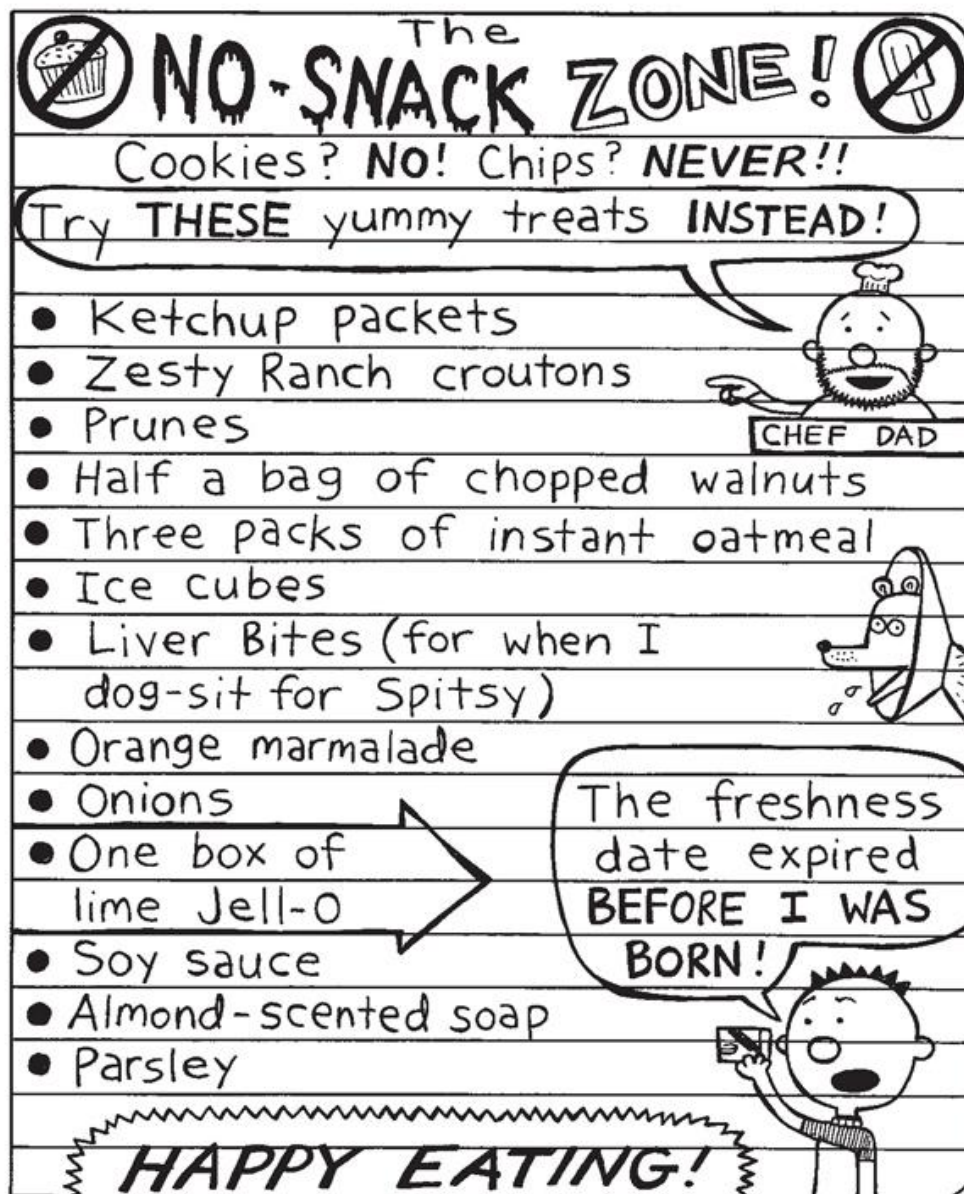 The
NO-SNACK ZONE!
Cookies? NO! Chips? NEVER!!
Try THESE yummy treats INSTEAD!
• Ketchup packets
• Zesty Ranch croutons
• Prunes
CHEF DAD
• Half a bag of chopped walnuts
• Three packs of instant oatmeal
• Ice cubes
• Liver Bites (for when I
dog-sit for Spitsy)
• Orange marmalade
• Onions
• One box of
lime Jell-O
The freshness
date expired
BEFORE I WAS
BORN!
• Soy sauce
• Almond-scented soap
• Parsley
HAPPY EATING!